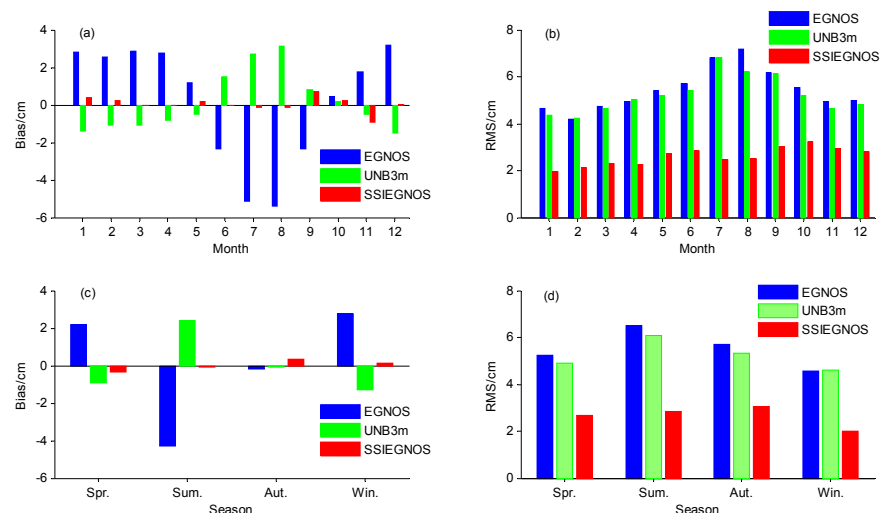 (a)
4
2
0
-2
-4
-6
Bias/cm
EGNOS
UNB3m
SSIEGNOS
1 2 3 4 5 6 7 8 9 10 11 12
Month
(b)
8
6
4
2
0
RMS/cm
EGNOS
UNB3m
SSIEGNOS
1 2 3 4 5 6 7 8 9 10 11 12
Month
(c)
4
2
0
-2
-4
-6
Bias/cm
EGNOS
UNB3m
SSIEGNOS
Spr. Sum. Aut. Win.
Season
(d)
8
6
4
2
0
RMS/cm
EGNOS
UNB3m
SSIEGNOS
Spr. Sum. Aut. Win.
Season